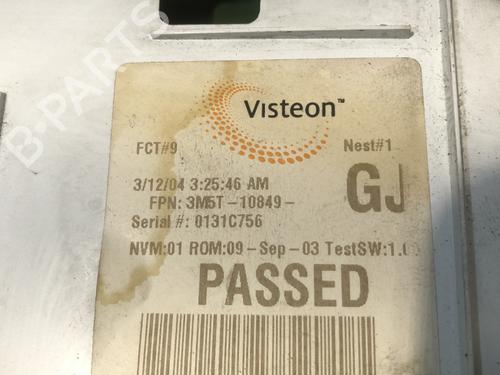 B-PARTS
Visteon™
FCT#9 Nest#1
3/12/04 3:25:46 AM
FPN: 3M5T-10849- GJ
Serial #: 0131C756
NVM:01 ROM:09-Sep-03 TestSW:1.0
PASSED